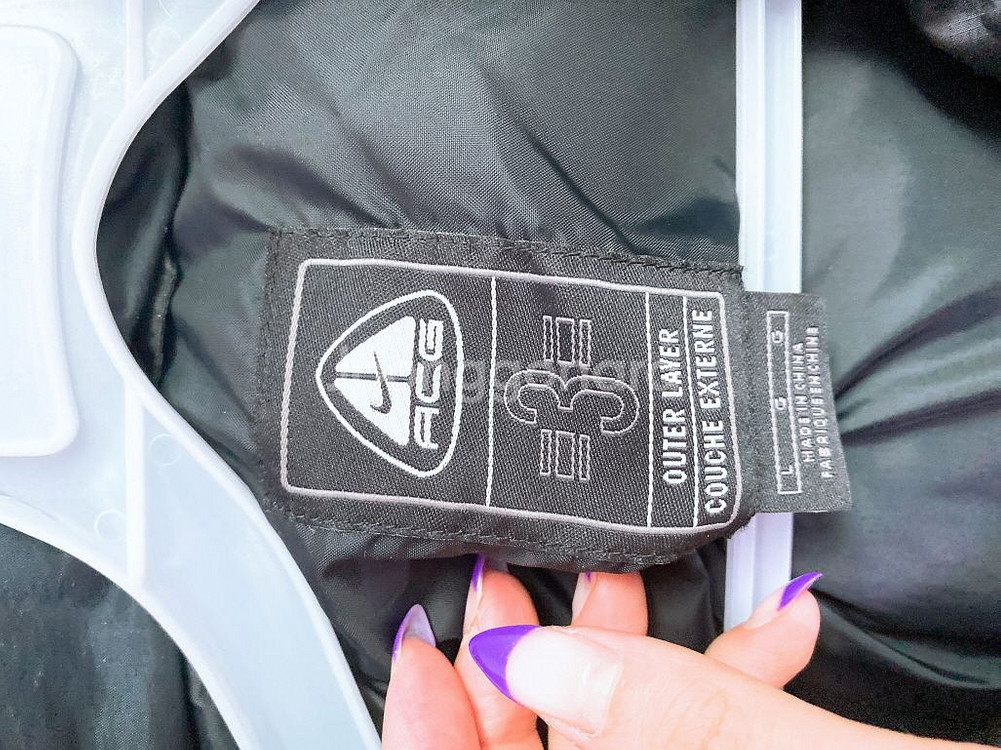 ACG
3
OUTER LAYER
COUCHE EXTERNE
L G G
MADE IN CHINA
FABRIQUE EN CHINE